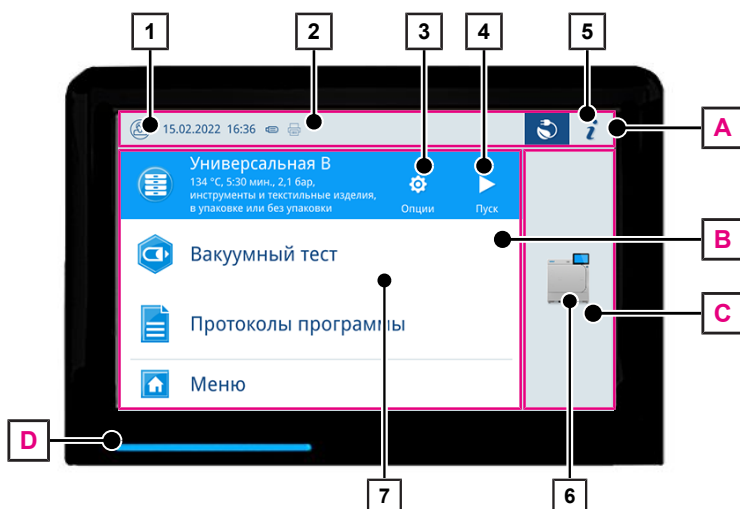 1 2 3 4 5
15.02.2022 16:36
i
A
Универсальная В
134 °C, 5:30 мин., 2,1 бар,
инструменты и текстильные изделия,
в упаковке или без упаковки
Опции
Пуск
B
Вакуумный тест
C
Протоколы программы
Меню
D
7
6